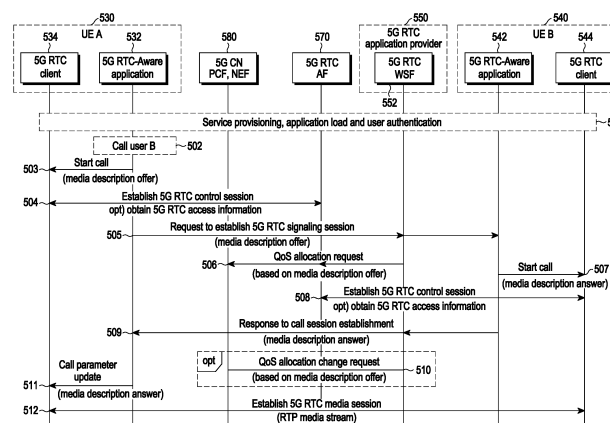 530
550
540
534
UE A
532
580
570
5G RTC
application provider
542
UE B
544
5G RTC
client
5G RTC-Aware
application
5G CN
PCF, NEF
5G RTC
AF
5G RTC
WSF
5G RTC-Aware
application
5G RTC
client
552
Service provisioning, application load and user authentication
Call user B
502
503
Start call
(media description offer)
504
Establish 5G RTC control session
opt) obtain 5G RTC access information
505
Request to establish 5G RTC signaling session
(media description offer)
506
QoS allocation request
(based on media description offer)
Start call
507
(media description answer)
508
Establish 5G RTC control session
opt) obtain 5G RTC access information
509
Response to call session establishment
(media description answer)
opt
QoS allocation change request
510
(based on media description offer)
Call parameter
update
511
(media description answer)
512
Establish 5G RTC media session
(RTP media stream)